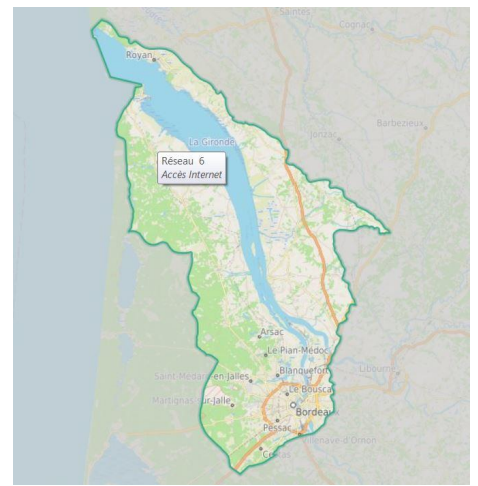 Saintes
Cognac
Royan
Barbezieux
Jonzac
La Gironde
Réseau 6
Accès Internet
Arsac
Le Pian-Médoc
Blanquefort
Libourne
Saint-Médard-en-Jalles
Le Bousca
Martignas-sur-Jalle
Bordeaux
Pessac
Villenave-d'Ornon